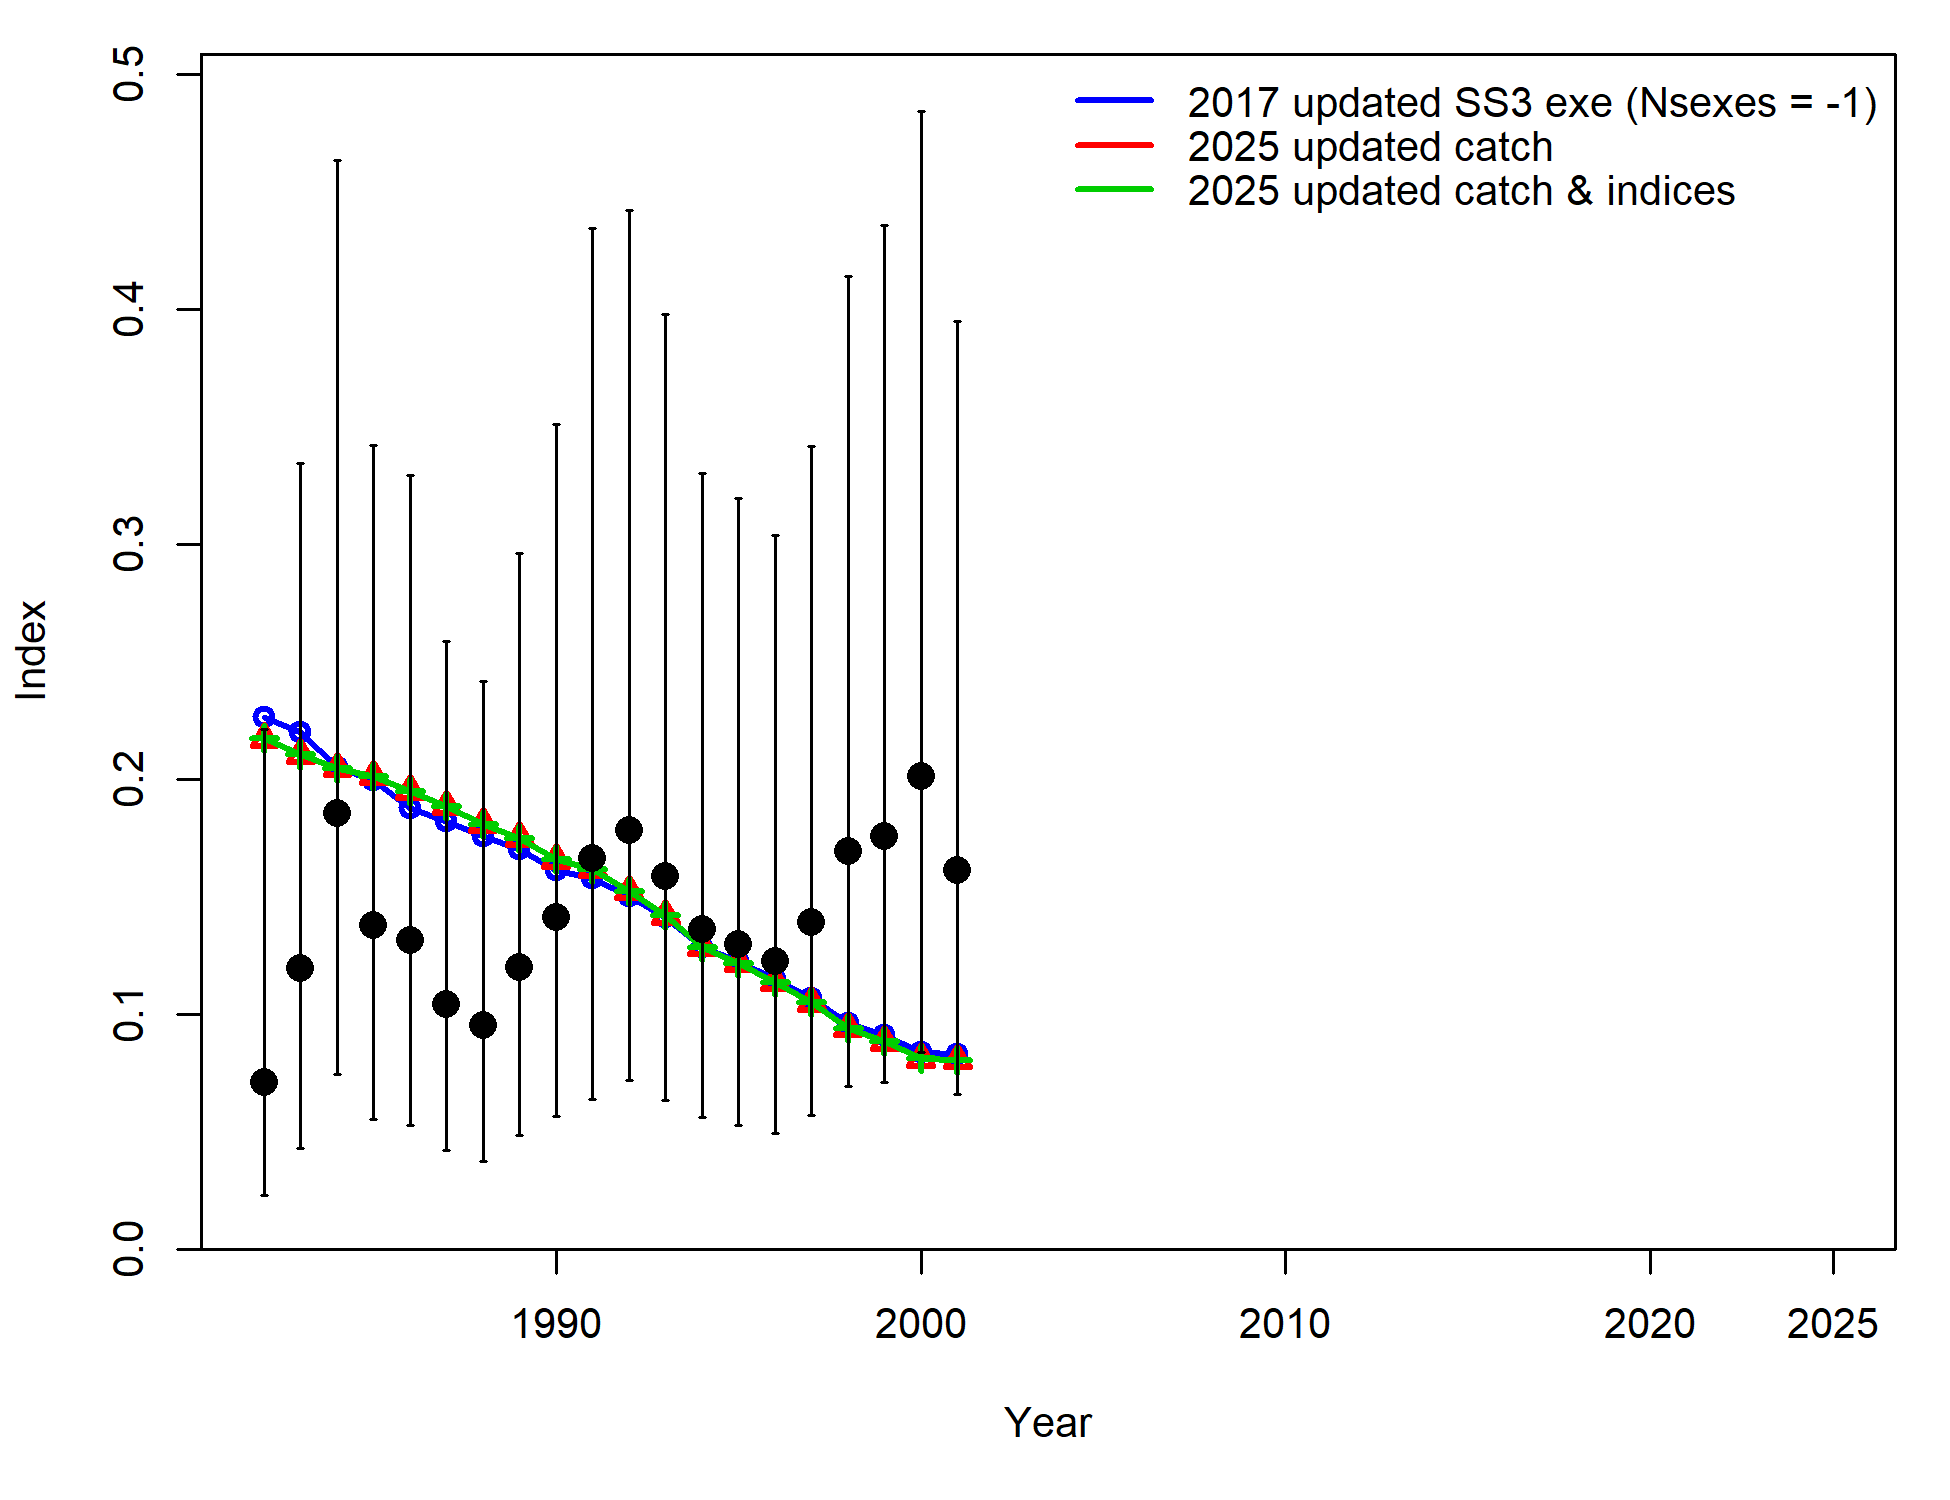 2017 updated SS3 exe (Nsexes = -1)
2025 updated catch
2025 updated catch & indices
0.5
0.4
0.3
0.2
0.1
0.0
Index
1990
2000
2010
2020
2025
Year